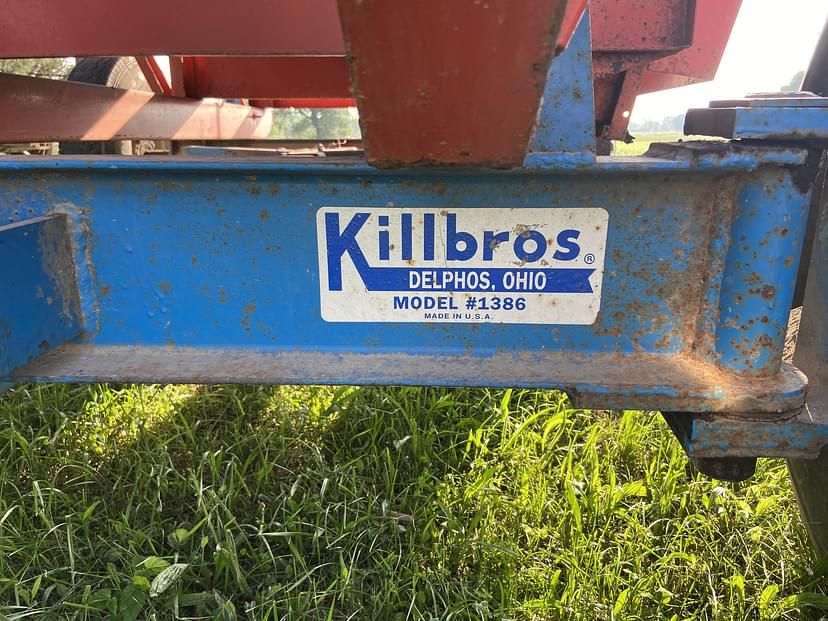 Killbros®
DELPHOS, OHIO
MODEL #1386
MADE IN U.S.A.